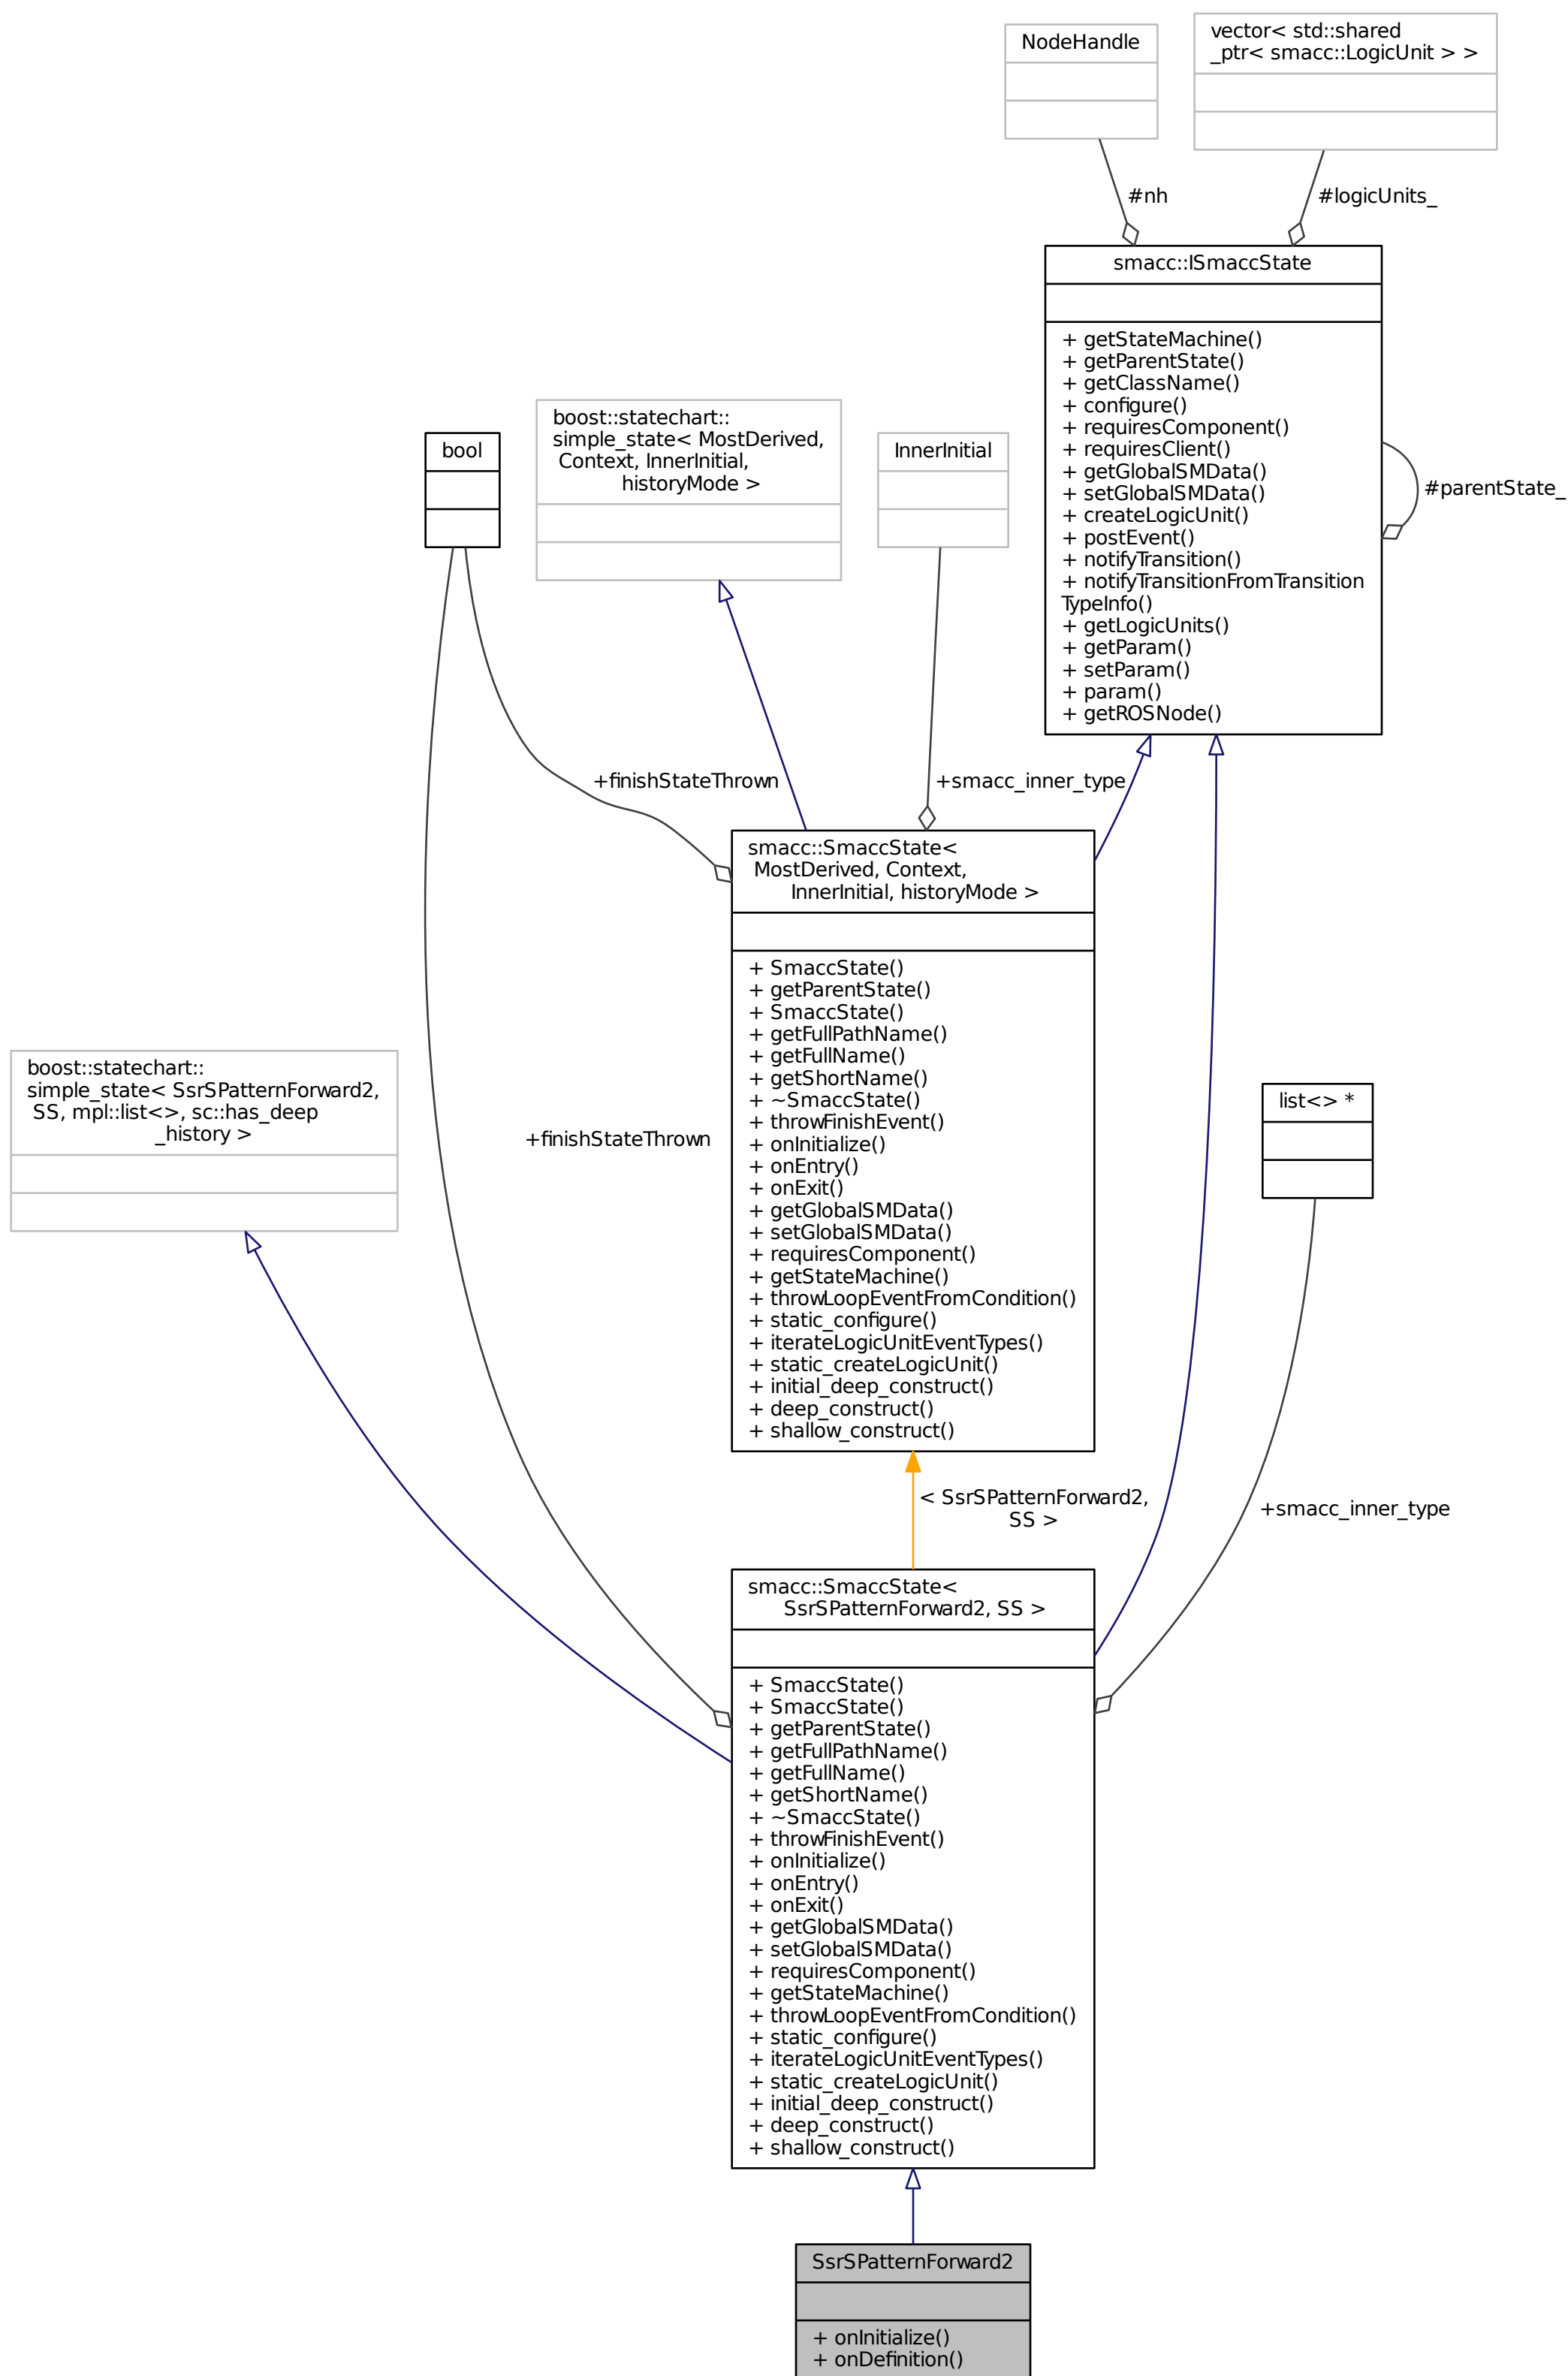 NodeHandle
vector< std::shared
_ptr< smacc::LogicUnit > >
#nh
#logicUnits_
smacc::ISmaccState
+ getStateMachine()
+ getParentState()
+ getClassName()
+ configure()
+ requiresComponent()
+ requiresClient()
+ getGlobalSMData()
+ setGlobalSMData()
+ createLogicUnit()
+ postEvent()
+ notifyTransition()
+ notifyTransitionFromTransition
TypeInfo()
+ getLogicUnits()
+ getParam()
+ setParam()
+ param()
+ getROSNode()
#parentState_
bool
boost::statechart::
simple_state< MostDerived,
Context, InnerInitial,
historyMode >
InnerInitial
+finishStateThrown
+smacc_inner_type
smacc::SmaccState<
MostDerived, Context,
InnerInitial, historyMode >
+ SmaccState()
+ getParentState()
+ SmaccState()
+ getFullPathName()
+ getFullName()
+ getShortName()
+ ~SmaccState()
+ throwFinishEvent()
+ onInitialize()
+ onEntry()
+ onExit()
+ getGlobalSMData()
+ setGlobalSMData()
+ requiresComponent()
+ getStateMachine()
+ throwLoopEventFromCondition()
+ static_configure()
+ iterateLogicUnitEventTypes()
+ static_createLogicUnit()
+ initial_deep_construct()
+ deep_construct()
+ shallow_construct()
boost::statechart::
simple_state< SsrSPatternForward2,
SS, mpl::list<>, sc::has_deep
_history >
+finishStateThrown
list<> *
< SsrSPatternForward2,
SS >
+smacc_inner_type
smacc::SmaccState<
SsrSPatternForward2, SS >
+ SmaccState()
+ SmaccState()
+ getParentState()
+ getFullPathName()
+ getFullName()
+ getShortName()
+ ~SmaccState()
+ throwFinishEvent()
+ onInitialize()
+ onEntry()
+ onExit()
+ getGlobalSMData()
+ setGlobalSMData()
+ requiresComponent()
+ getStateMachine()
+ throwLoopEventFromCondition()
+ static_configure()
+ iterateLogicUnitEventTypes()
+ static_createLogicUnit()
+ initial_deep_construct()
+ deep_construct()
+ shallow_construct()
SsrSPatternForward2
+ onInitialize()
+ onDefinition()